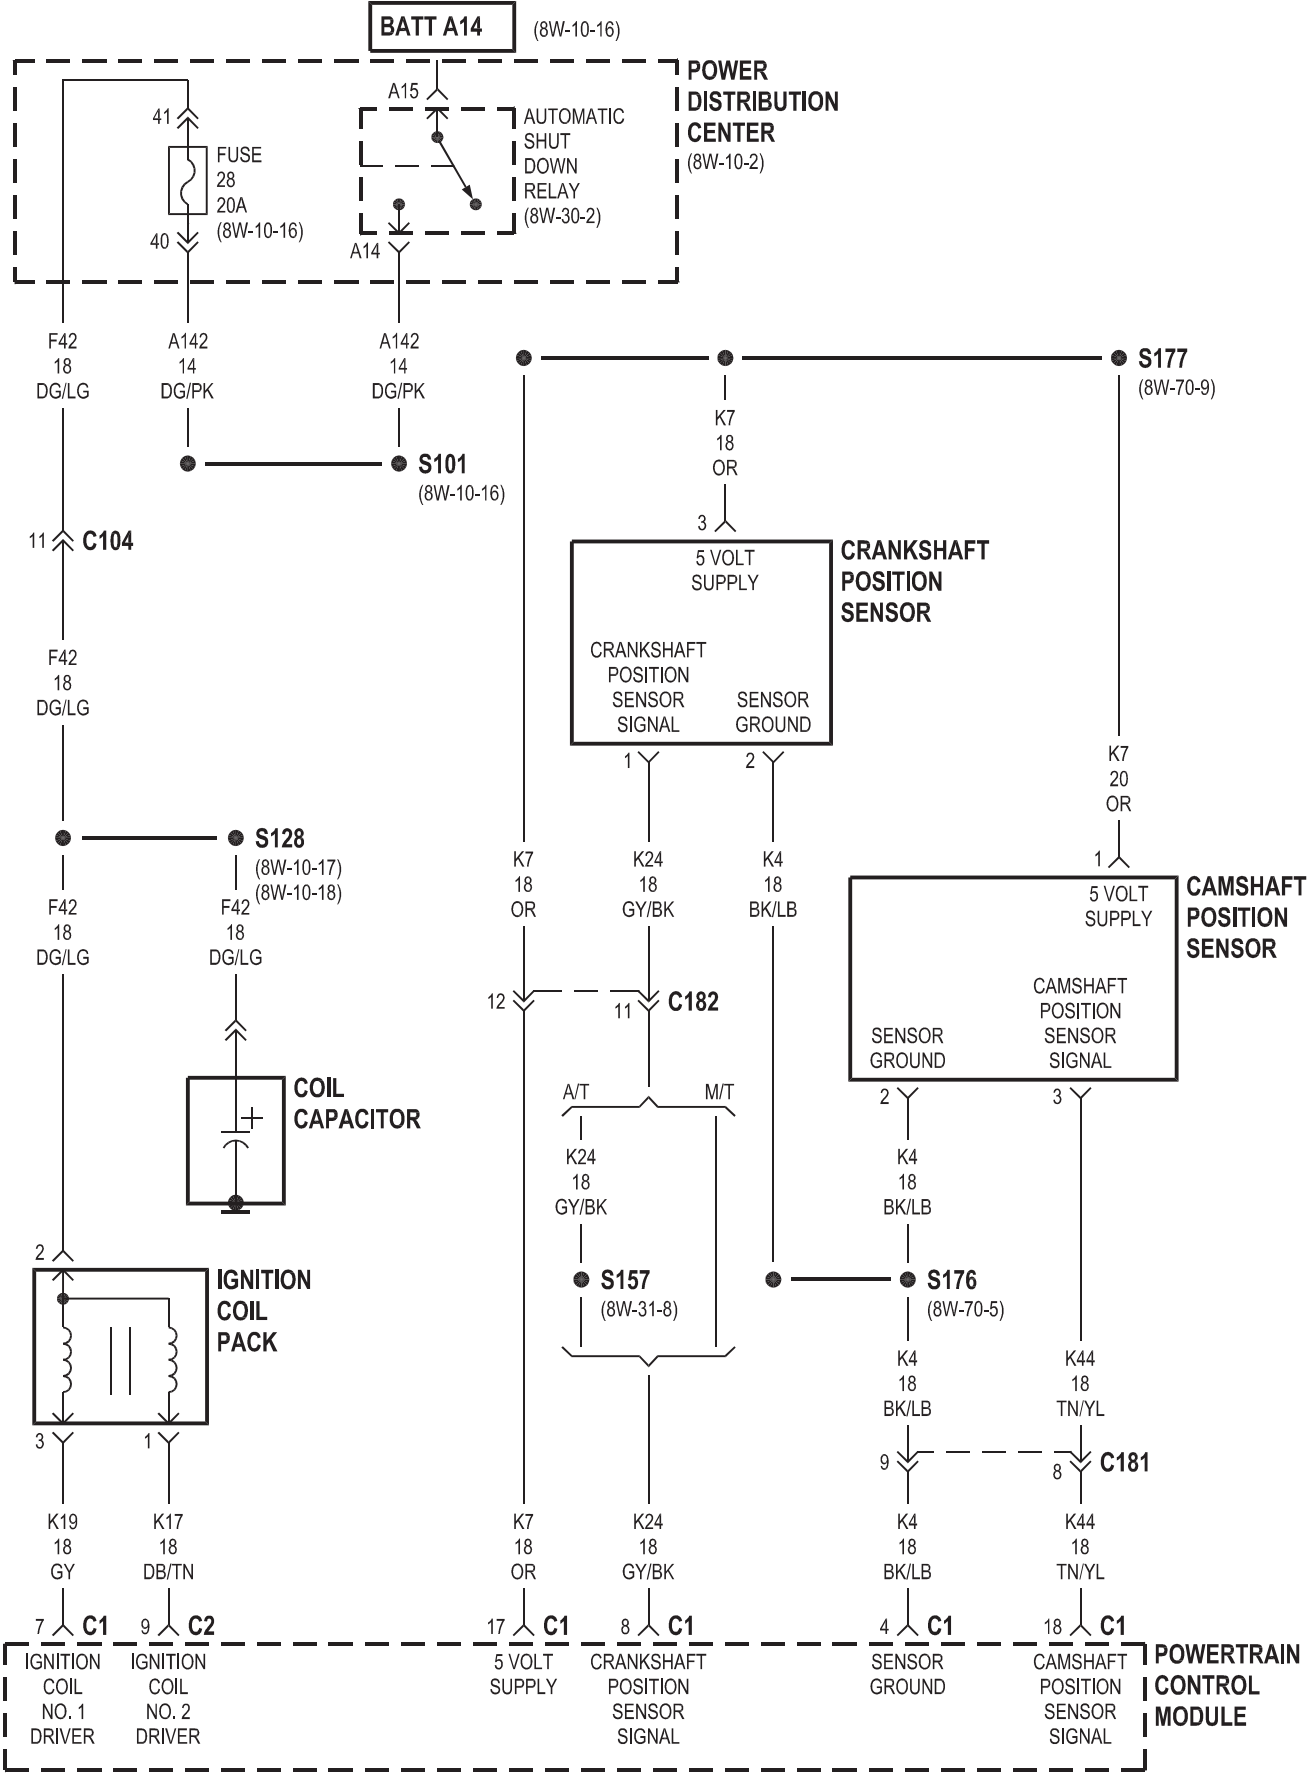 BATT A14
(8W-10-16)
POWER
DISTRIBUTION
CENTER
(8W-10-2)
A15
41
AUTOMATIC
SHUT
DOWN
RELAY
(8W-30-2)
FUSE
28
20A
(8W-10-16)
40
A14
F42
18
DG/LG
A142
14
DG/PK
A142
14
DG/PK
S177
(8W-70-9)
K7
18
OR
S101
(8W-10-16)
3
11
C104
5 VOLT
SUPPLY
CRANKSHAFT
POSITION
SENSOR
CRANKSHAFT
POSITION
SENSOR
SIGNAL
SENSOR
GROUND
F42
18
DG/LG
1
2
K7
20
OR
S128
(8W-10-17)
(8W-10-18)
K7
18
OR
K24
18
GY/BK
K4
18
BK/LB
1
5 VOLT
SUPPLY
CAMSHAFT
POSITION
SENSOR
F42
18
DG/LG
F42
18
DG/LG
CAMSHAFT
POSITION
SENSOR
SIGNAL
SENSOR
GROUND
12
11
C182
COIL
CAPACITOR
A/T
M/T
2
3
K24
18
GY/BK
K4
18
BK/LB
2
IGNITION
COIL
PACK
S157
(8W-31-8)
S176
(8W-70-5)
K4
18
BK/LB
K44
18
TN/YL
3
1
9
8
C181
K19
18
GY
K17
18
DB/TN
K7
18
OR
K24
18
GY/BK
K4
18
BK/LB
K44
18
TN/YL
7
C1
9
C2
17
C1
8
C1
4
C1
18
C1
IGNITION
COIL
NO. 1
DRIVER
IGNITION
COIL
NO. 2
DRIVER
5 VOLT
SUPPLY
CRANKSHAFT
POSITION
SENSOR
SIGNAL
SENSOR
GROUND
CAMSHAFT
POSITION
SENSOR
SIGNAL
POWERTRAIN
CONTROL
MODULE